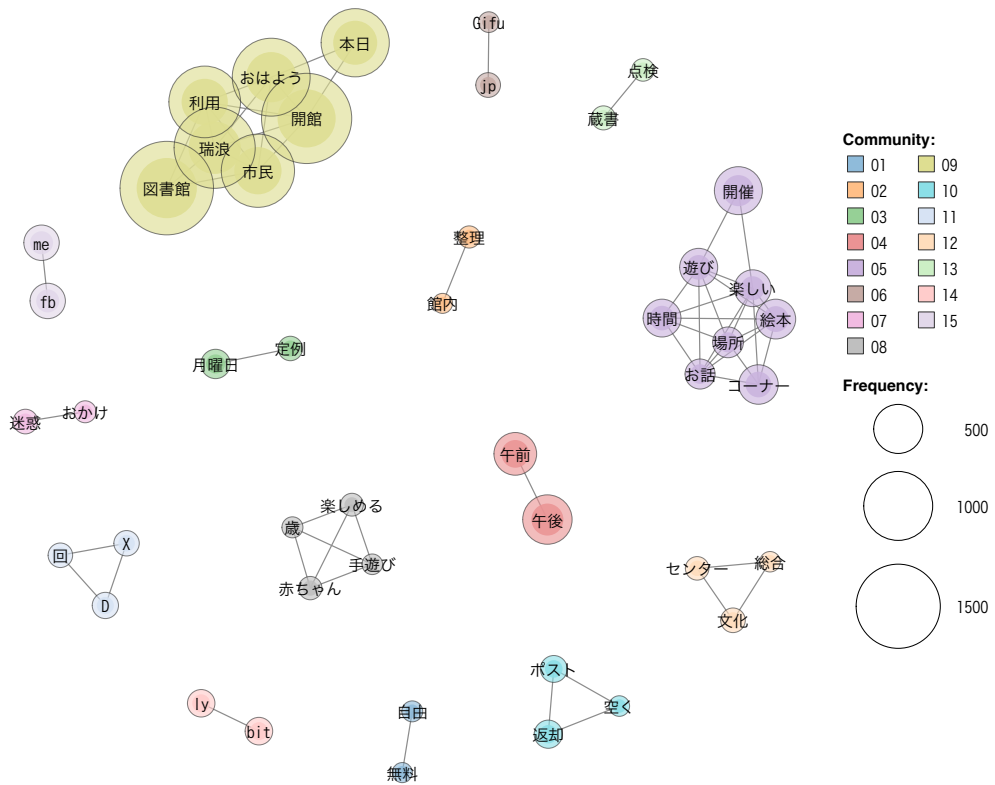 本日
おはよう
利用
開館
瑞浪
市民
図書館
Gifu
jp
点検
蔵書
開催
遊び
楽しい
時間
絵本
場所
お話
コーナー
me
fb
整理
館内
定例
月曜日
おかけ
迷惑
午前
午後
楽しめる
歳
手遊び
赤ちゃん
X
回
D
センター
総合
文化
ポスト
空く
返却
ly
bit
自由
無料
Community:
01
02
03
04
05
06
07
08
09
10
11
12
13
14
15
Frequency:
500
1000
1500